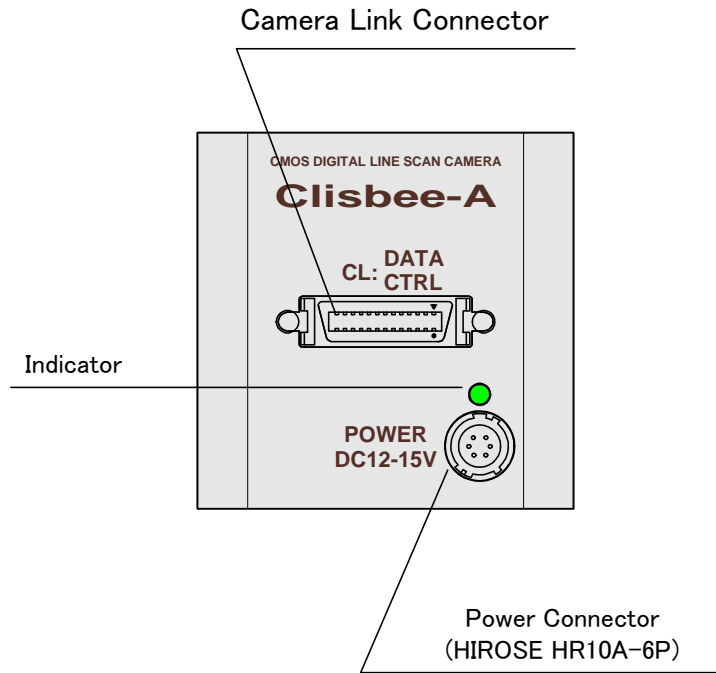 Camera Link Connector
CMOS DIGITAL LINE SCAN CAMERA
Clisbee-A
CL: DATA
CTRL
Indicator
POWER
DC12-15V
Power Connector
(HIROSE HR10A-6P)